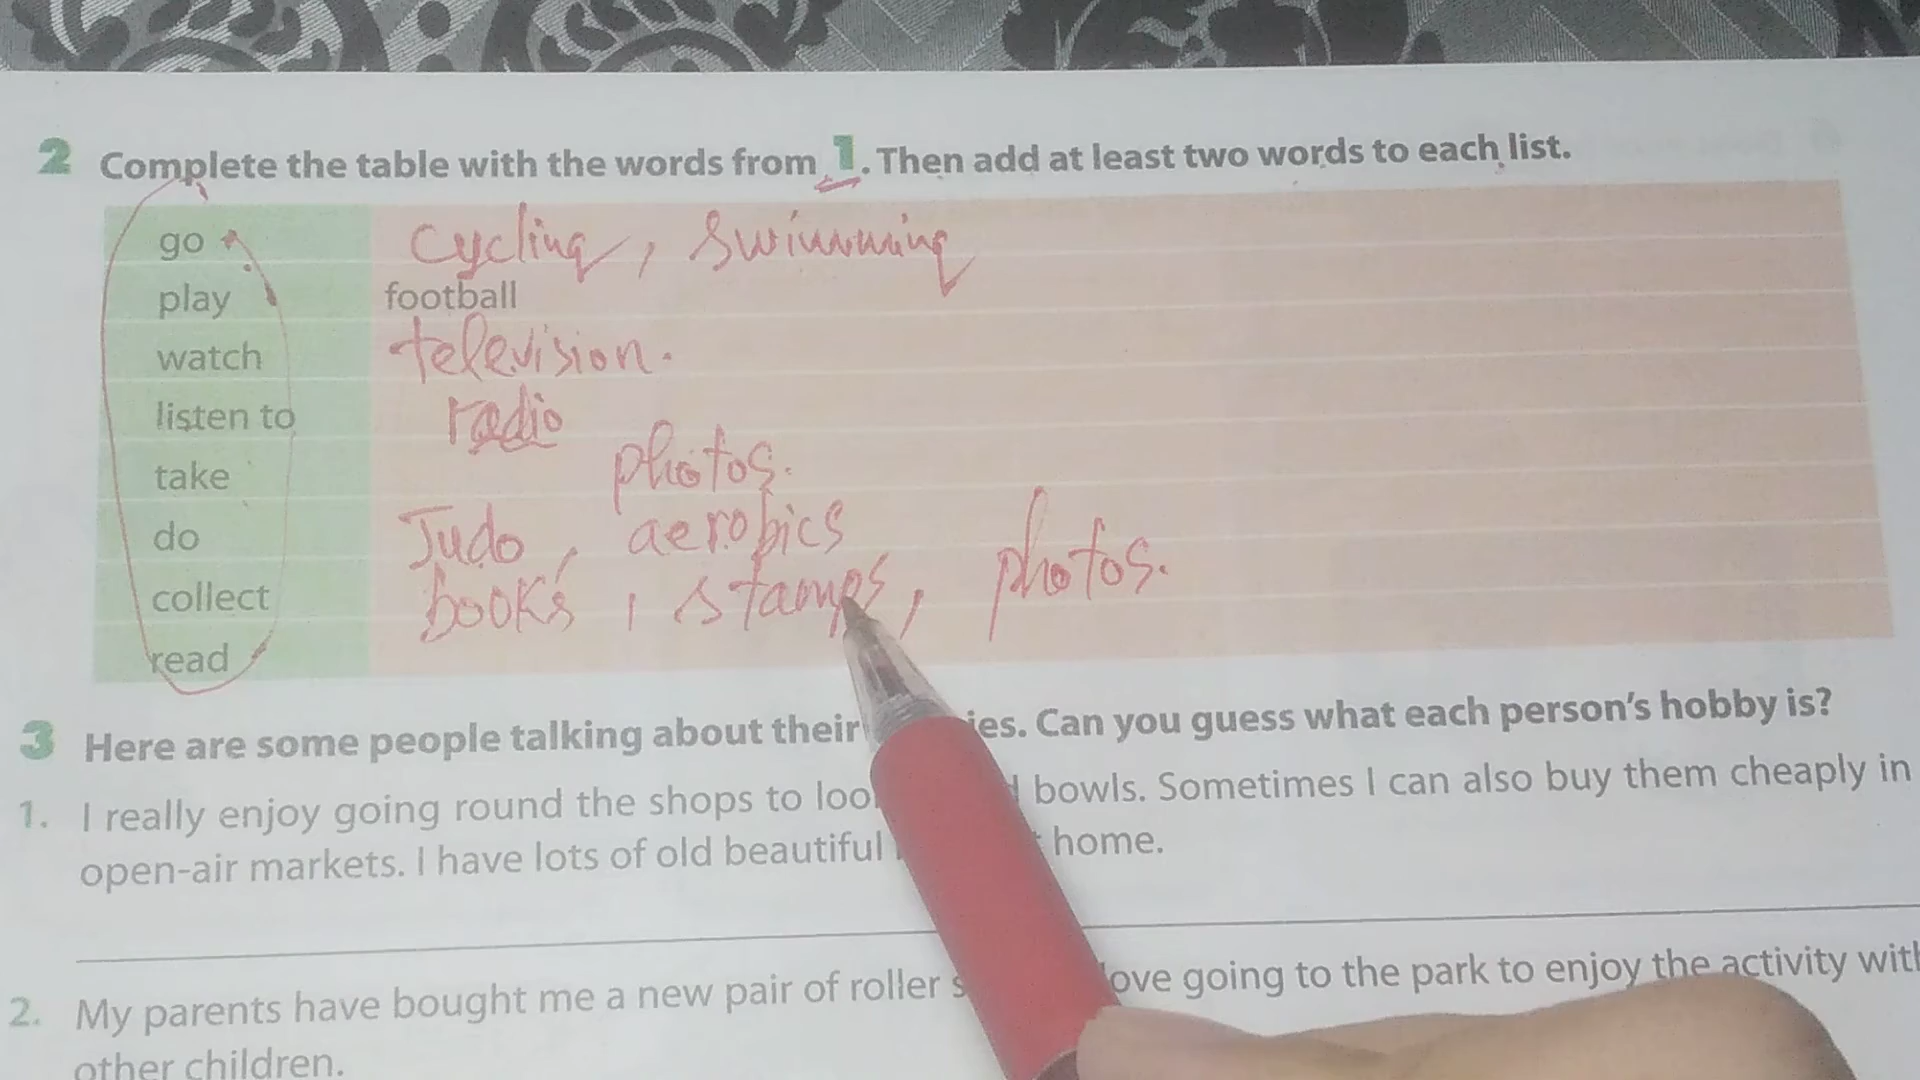 2 Complete the table with the words from 1. Then add at least two words to each list.
go cycling, swimming
play football
watch television.
listen to radio
take photos.
do Judo, aerobics
collect books, stamps, photos.
read
3 Here are some people talking about their ies. Can you guess what each person's hobby is?
1. I really enjoy going round the shops to loo bowls. Sometimes I can also buy them cheaply in
open-air markets. I have lots of old beautiful home.
2. My parents have bought me a new pair of roller s ove going to the park to enjoy the activity wit
other children.